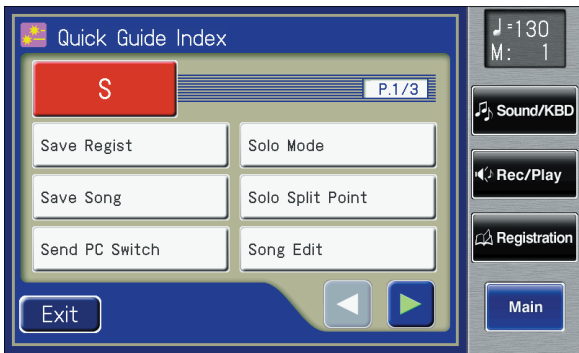 Quick Guide Index
S
P.1/3
Save Regist
Solo Mode
Save Song
Solo Split Point
Send PC Switch
Song Edit
Exit
♩=130
M: 1
Sound/KBD
Rec/Play
Registration
Main